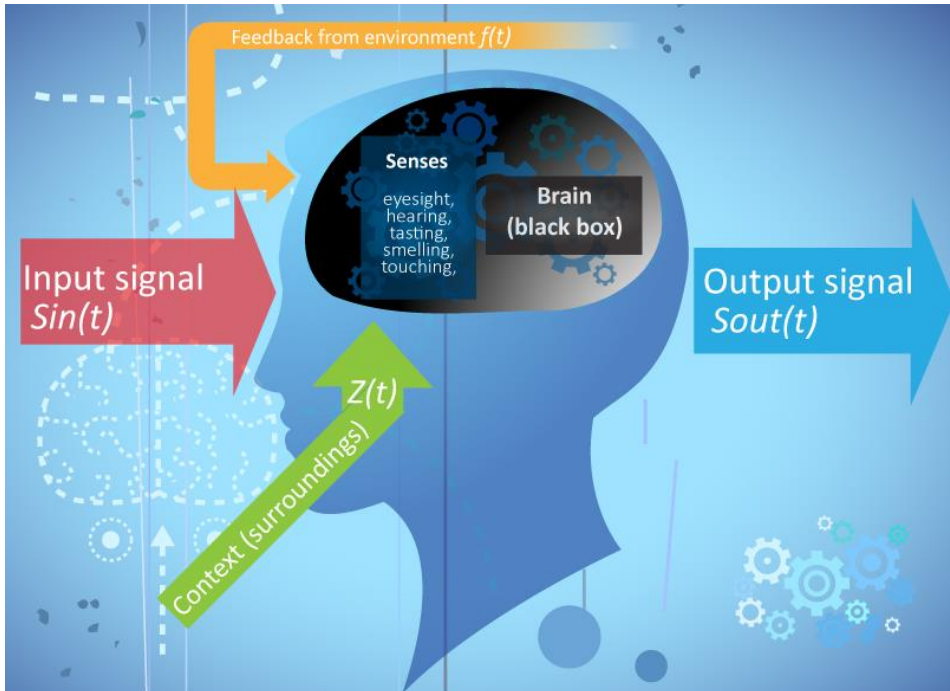 Feedback from environment f(t)
Senses
eyesight,
hearing,
tasting,
smelling,
touching,
Brain
(black box)
Input signal
Sin(t)
Output signal
Sout(t)
Z(t)
Context (surroundings)